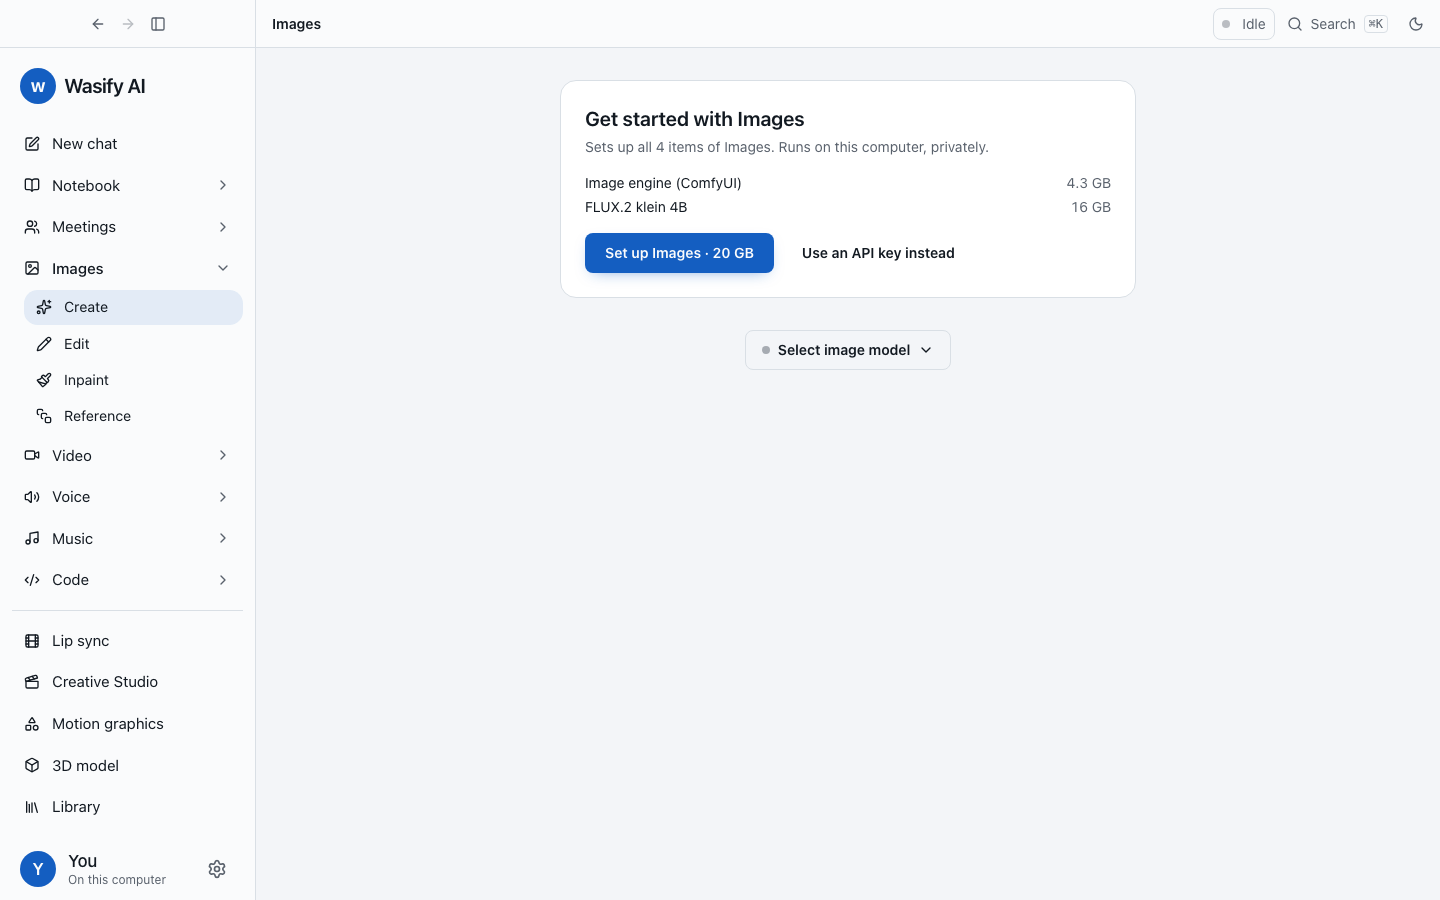 Images
Idle
Search ⌘K
W Wasify AI
New chat
Notebook
Meetings
Images
Create
Edit
Inpaint
Reference
Video
Voice
Music
Code
Lip sync
Creative Studio
Motion graphics
3D model
Library
Y You
On this computer
Get started with Images
Sets up all 4 items of Images. Runs on this computer, privately.
Image engine (ComfyUI) 4.3 GB
FLUX.2 klein 4B 16 GB
Set up Images · 20 GB Use an API key instead
Select image model